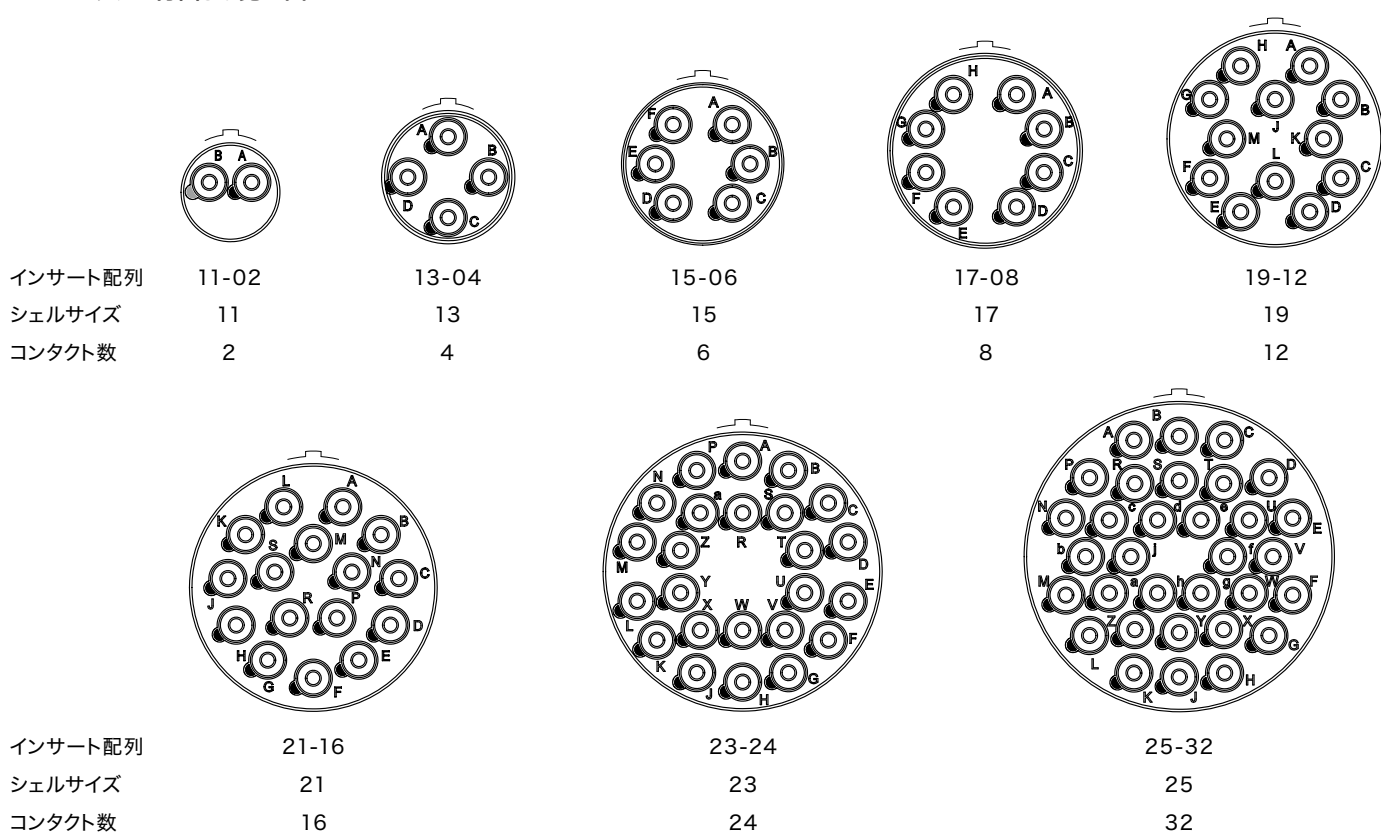 H A
G B
J
M K
L
F C
E D
H
A
G B
C
F D
E
F A
E B
D C
A
B
D
C
B A
インサート配列 11-02 13-04 15-06 17-08 19-12
シェルサイズ 11 13 15 17 19
コンタクト数 2 4 6 8 12
L A
K B
M
S N C
J
R P
D
H E
G F
P A
N B
a S C
Z R T
M D
Y U E
X W V
L F
K G
J H
B
A C
P R S T D
N c d e U E
b j f V
M a h g W F
Z Y X
L G
K J H
インサート配列 21-16 23-24 25-32
シェルサイズ 21 23 25
コンタクト数 16 24 32